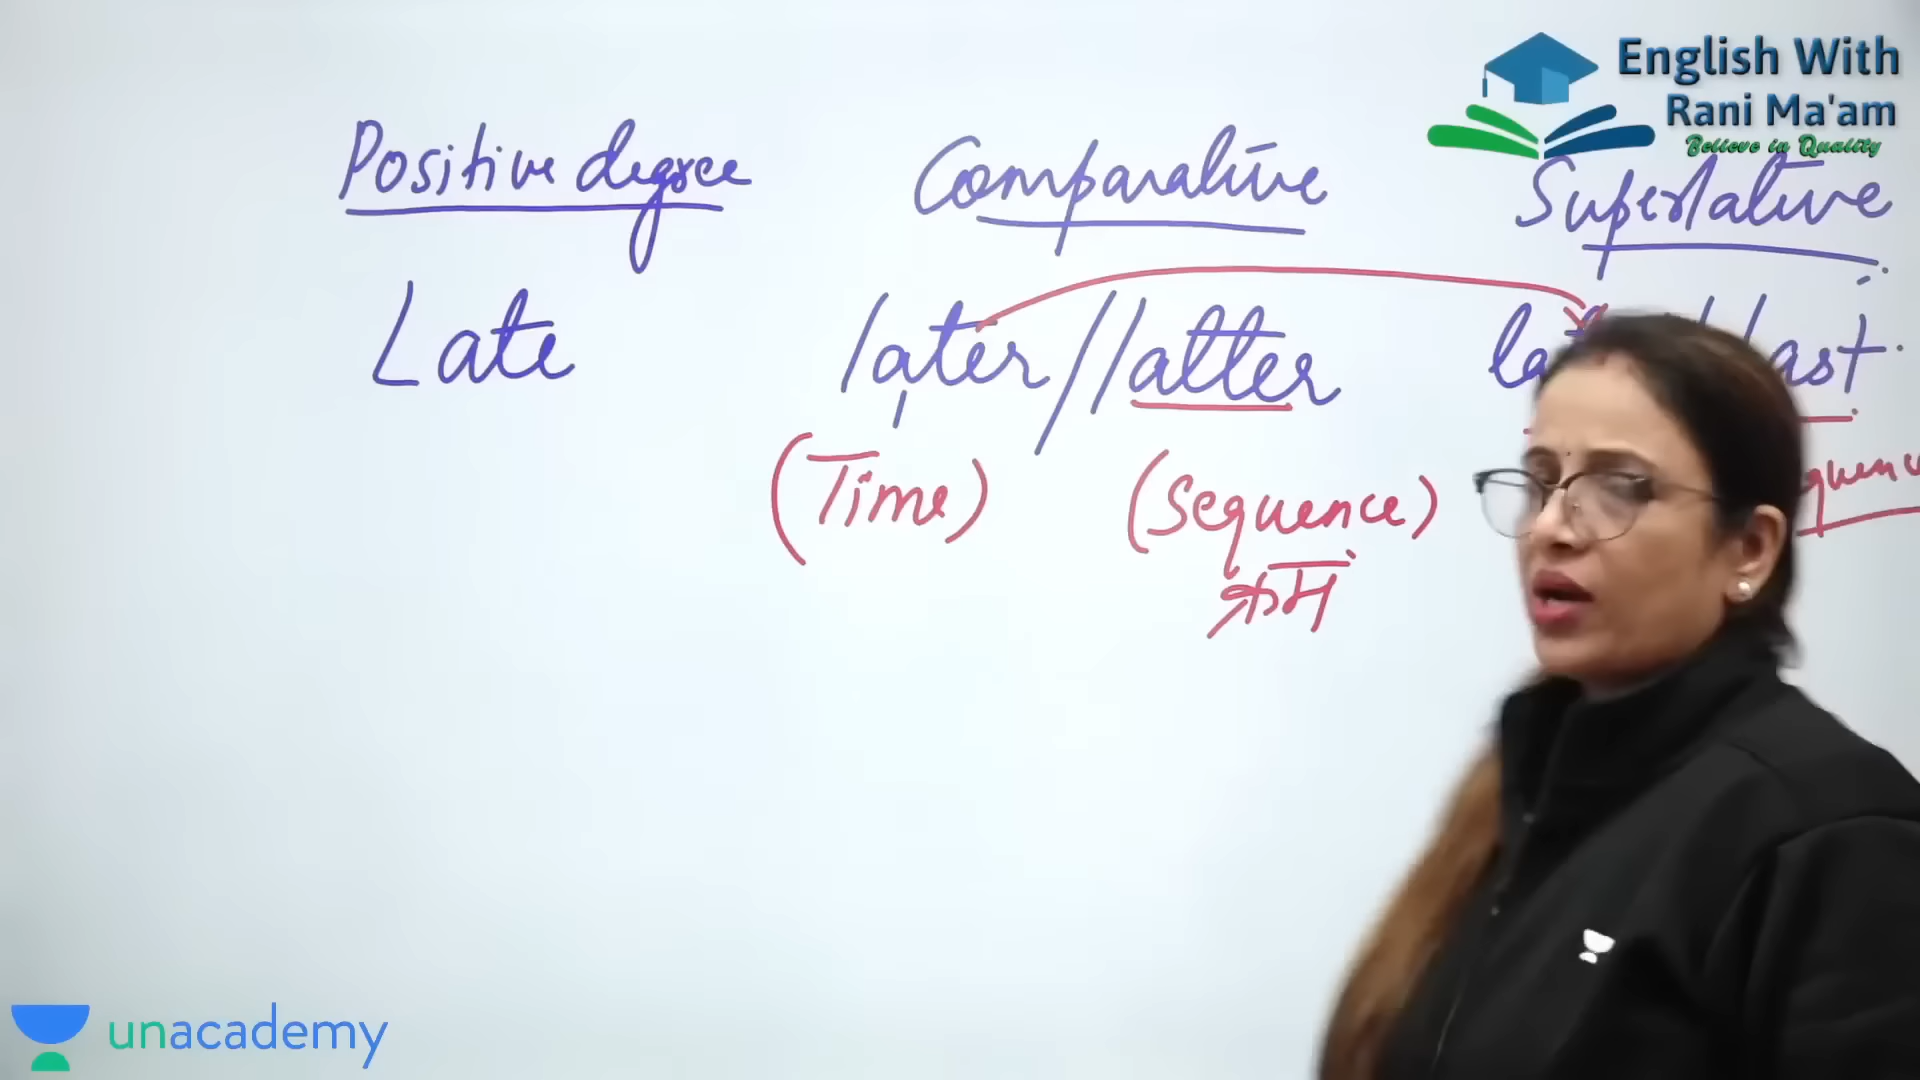 English With
Rani Ma'am
Believe in Quality
Positive degree Comparative Superlative
Late later / latter / last
(Time) (Sequence)
क्रम
unacademy